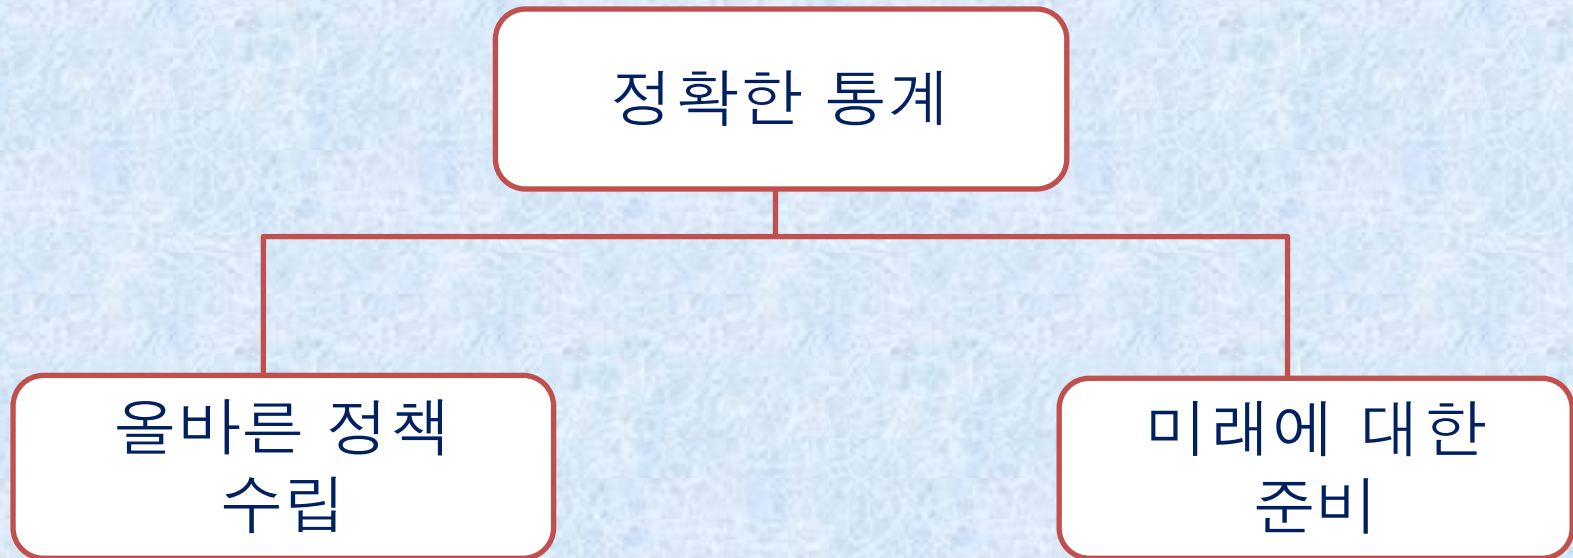 정확한 통계
올바른 정책
수립
미래에 대한
준비